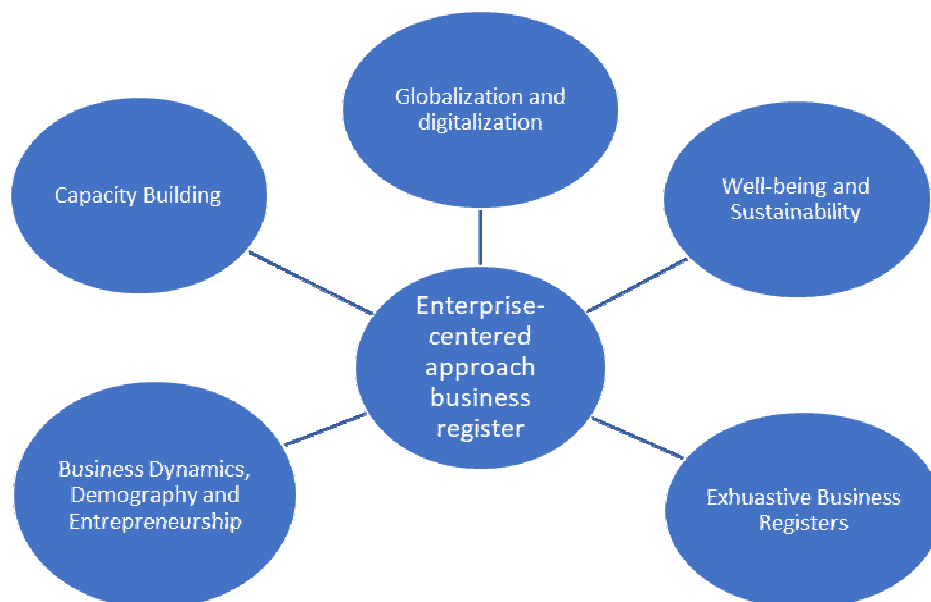 Globalization and
digitalization
Capacity Building
Well-being and
Sustainability
Enterprise-
centered
approach
business
register
Business Dynamics,
Demography and
Entrepreneurship
Exhuastive Business
Registers